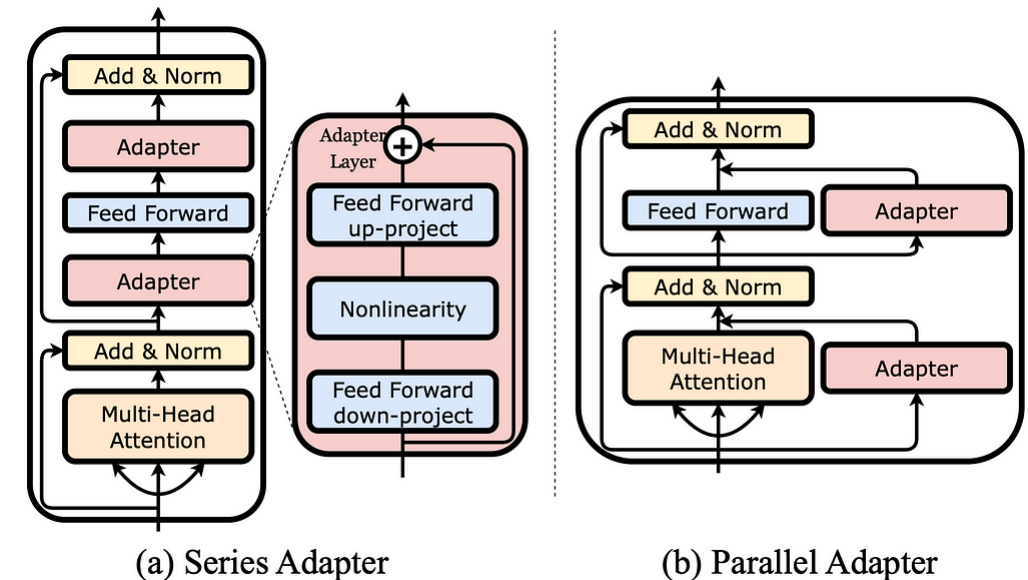 Add & Norm
Adapter
Feed Forward
Adapter
Add & Norm
Multi-Head
Attention
Adapter
Layer
+
Feed Forward
up-project
Nonlinearity
Feed Forward
down-project
(a) Series Adapter
Add & Norm
Feed Forward
Adapter
Add & Norm
Multi-Head
Attention
Adapter
(b) Parallel Adapter